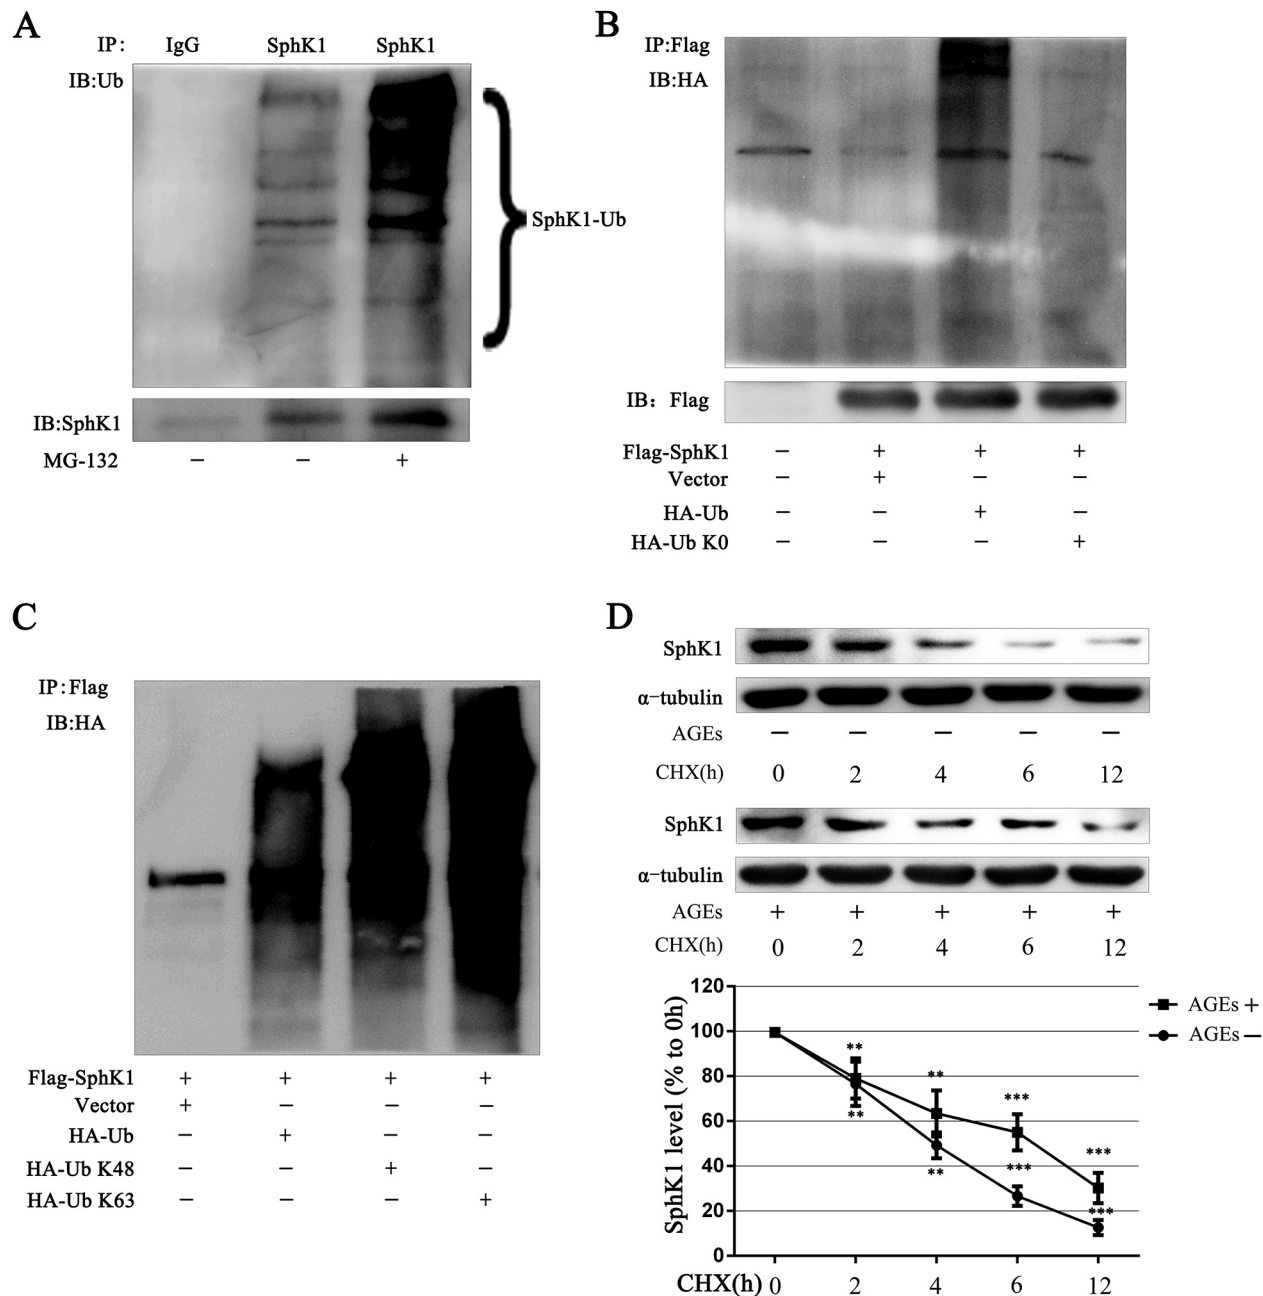 A
IP: IgG SphK1 SphK1
IB:Ub
SphK1-Ub
IB:SphK1
MG-132 − − +
B
IP:Flag
IB:HA
IB: Flag
Flag-SphK1 − + + +
Vector − + − −
HA-Ub − − + −
HA-Ub K0 − − − +
C
IP:Flag
IB:HA
Flag-SphK1 + + + +
Vector + − − −
HA-Ub − + − −
HA-Ub K48 − − + −
HA-Ub K63 − − − +
D
SphK1
α-tubulin
AGEs − − − − −
CHX(h) 0 2 4 6 12
SphK1
α-tubulin
AGEs + + + + +
CHX(h) 0 2 4 6 12
SphK1 level (% to 0h)
120
100
80
60
40
20
0
** ** *** ***
** ** *** ***
AGEs +
AGEs −
CHX(h) 0 2 4 6 12